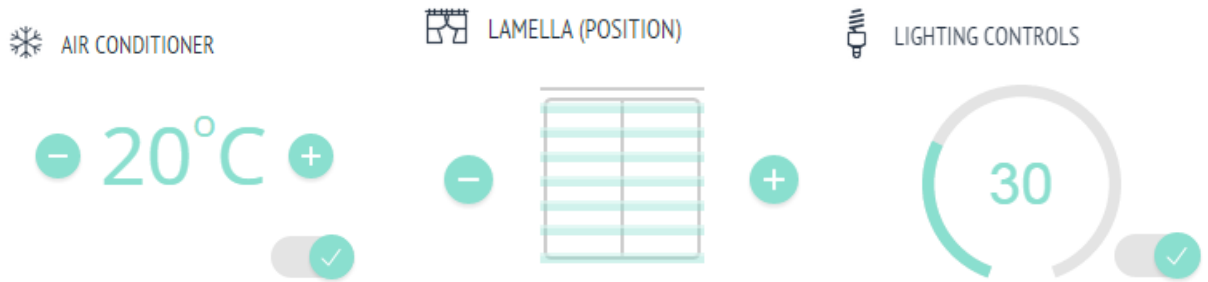 AIR CONDITIONER
20°C
LAMELLA (POSITION)
LIGHTING CONTROLS
30